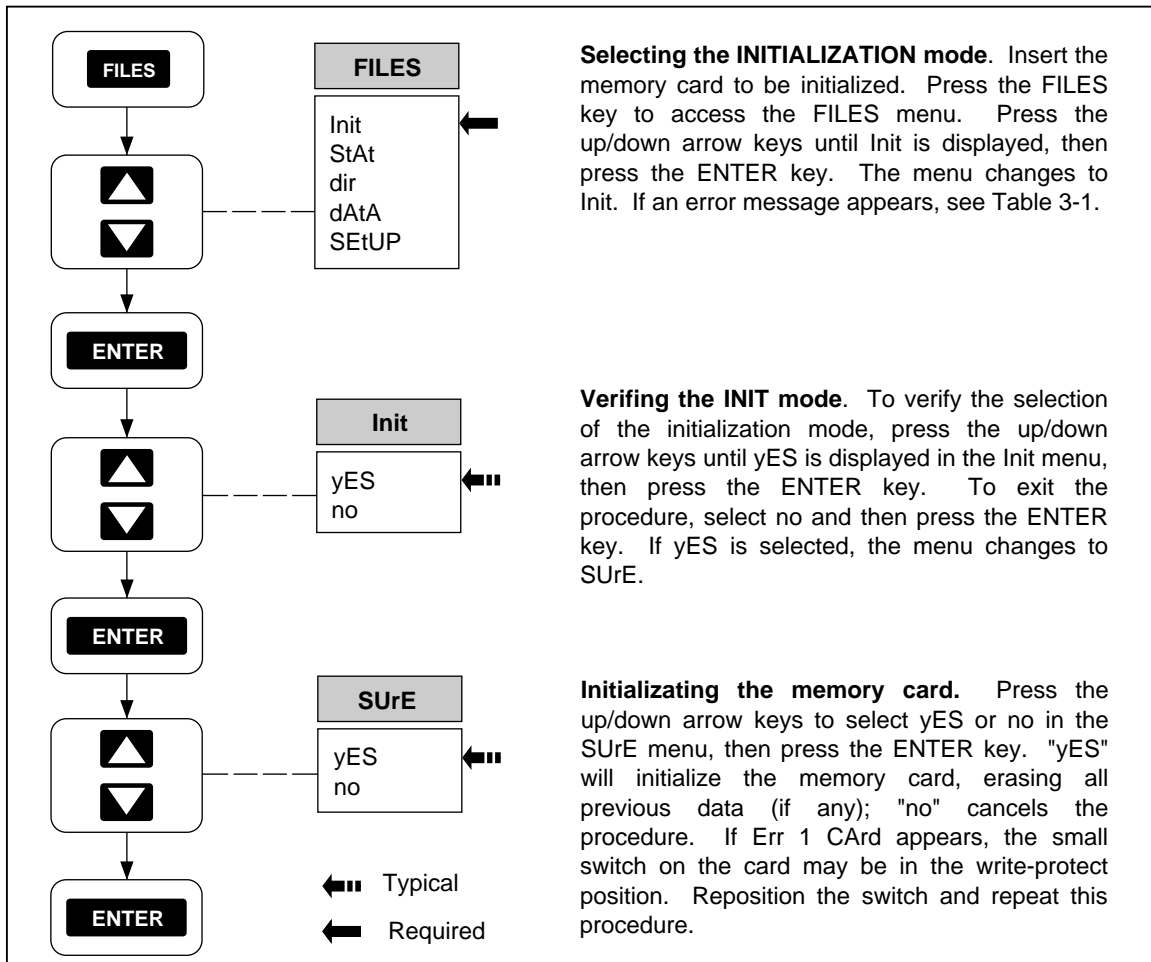 FILES
FILES
Init
StAt
dir
dAtA
SEtUP
Selecting the INITIALIZATION mode. Insert the
memory card to be initialized. Press the FILES
key to access the FILES menu. Press the
up/down arrow keys until Init is displayed, then
press the ENTER key. The menu changes to
Init. If an error message appears, see Table 3-1.
ENTER
Init
yES
no
Verifing the INIT mode. To verify the selection
of the initialization mode, press the up/down
arrow keys until yES is displayed in the Init menu,
then press the ENTER key. To exit the
procedure, select no and then press the ENTER
key. If yES is selected, the menu changes to
SUrE.
ENTER
SUrE
yES
no
Initializating the memory card. Press the
up/down arrow keys to select yES or no in the
SUrE menu, then press the ENTER key. "yES"
will initialize the memory card, erasing all
previous data (if any); "no" cancels the
procedure. If Err 1 CArd appears, the small
switch on the card may be in the write-protect
position. Reposition the switch and repeat this
procedure.
ENTER
Typical
Required